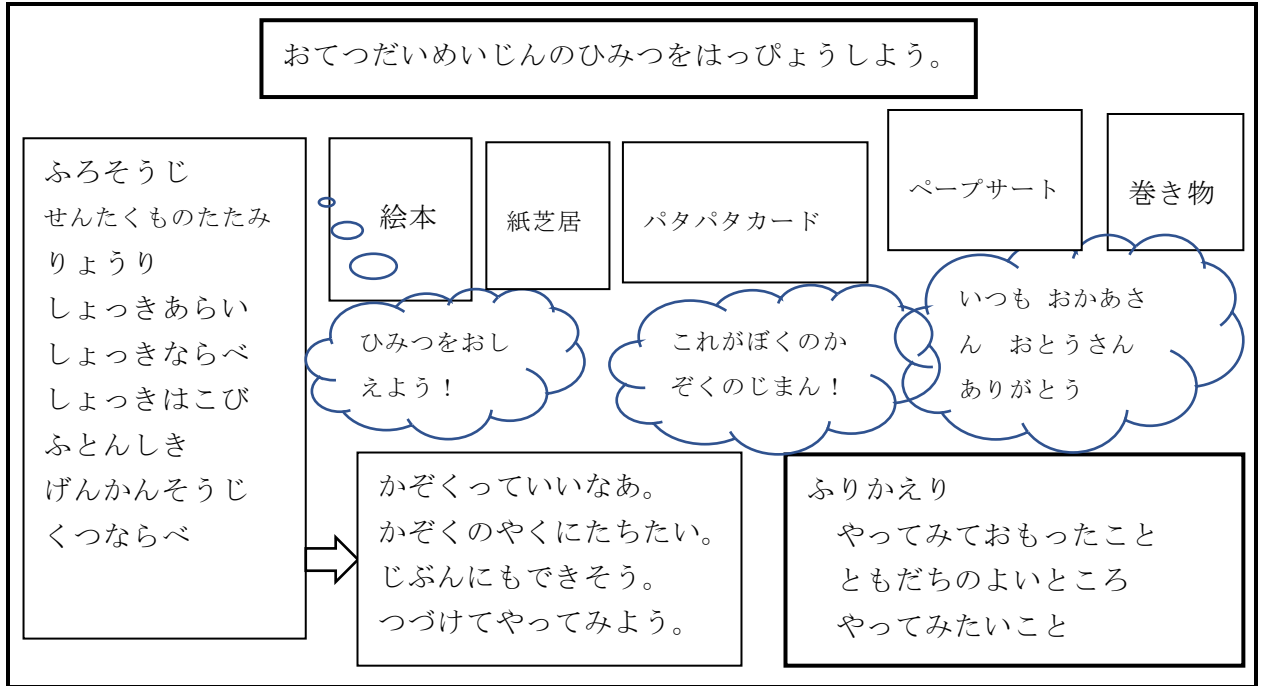 おてつだいめいじんのひみつをはっぴょうしよう。
ふろそうじ
せんたくものたたみ
りょうり
しょっきあらい
しょっきならべ
しょっきはこび
ふとんしき
げんかんそうじ
くつならべ
絵本
紙芝居
パタパタカード
ペープサート
巻き物
ひみつをおし
えよう！
これがぼくのか
ぞくのじまん！
いつも おかあさ
ん　おとうさん
ありがとう
かぞくっていいなあ。
かぞくのやくにたちたい。
じぶんにもできそう。
つづけてやってみよう。
ふりかえり
やってみておもったこと
ともだちのよいところ
やってみたいこと